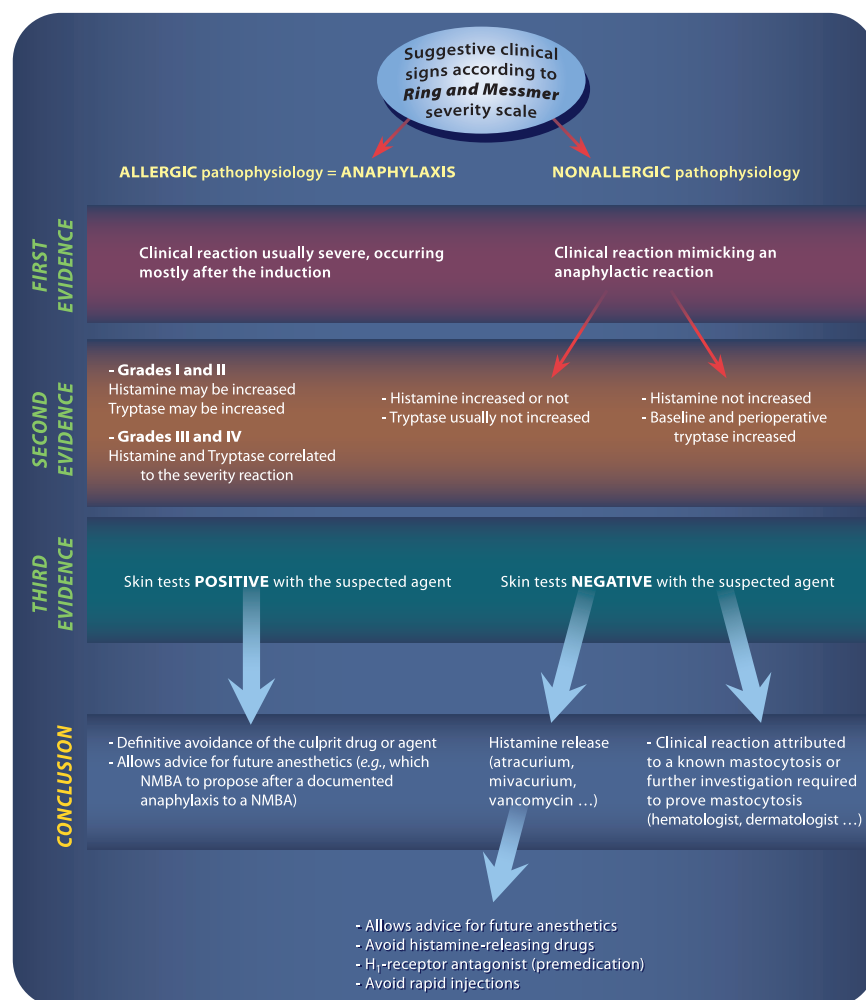 Suggestive clinical
signs according to
Ring and Messmer
severity scale
ALLERGIC pathophysiology = ANAPHYLAXIS
NONALLERGIC pathophysiology
FIRST
EVIDENCE
Clinical reaction usually severe, occurring
mostly after the induction
Clinical reaction mimicking an
anaphylactic reaction
SECOND
EVIDENCE
- Grades I and II
Histamine may be increased
Tryptase may be increased
- Grades III and IV
Histamine and Tryptase correlated
to the severity reaction
- Histamine increased or not
- Tryptase usually not increased
- Histamine not increased
- Baseline and perioperative
tryptase increased
THIRD
EVIDENCE
Skin tests POSITIVE with the suspected agent
Skin tests NEGATIVE with the suspected agent
CONCLUSION
- Definitive avoidance of the culprit drug or agent
- Allows advice for future anesthetics (e.g., which
NMBA to propose after a documented
anaphylaxis to a NMBA)
Histamine release
(atracurium,
mivacurium,
vancomycin ...)
- Clinical reaction attributed
to a known mastocytosis or
further investigation required
to prove mastocytosis
(hematologist, dermatologist ...)
- Allows advice for future anesthetics
- Avoid histamine-releasing drugs
- H₁-receptor antagonist (premedication)
- Avoid rapid injections